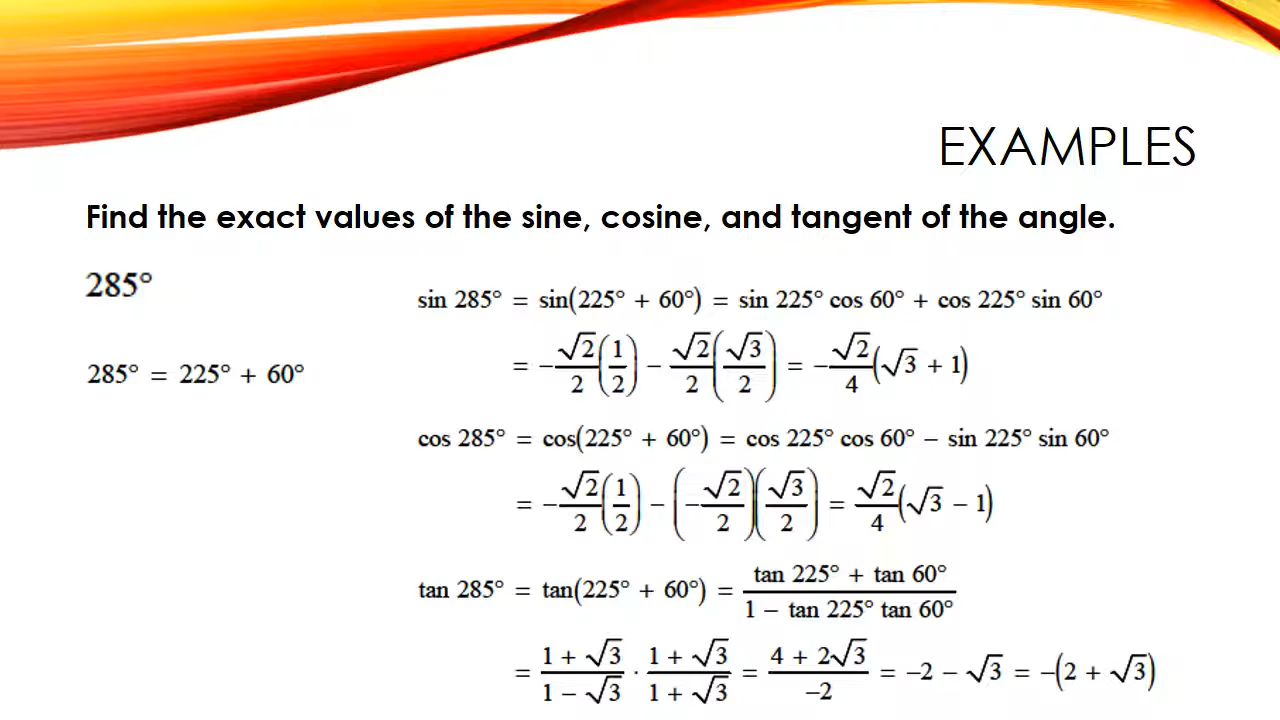 EXAMPLES
Find the exact values of the sine, cosine, and tangent of the angle.
285°
285° = 225° + 60°
sin 285° = sin(225° + 60°) = sin 225° cos 60° + cos 225° sin 60°
= −√2/2(1/2) − √2/2(√3/2) = −√2/4(√3 + 1)
cos 285° = cos(225° + 60°) = cos 225° cos 60° − sin 225° sin 60°
= −√2/2(1/2) − (−√2/2)(√3/2) = √2/4(√3 − 1)
tan 285° = tan(225° + 60°) = (tan 225° + tan 60°)/(1 − tan 225° tan 60°)
= (1 + √3)/(1 − √3) · (1 + √3)/(1 + √3) = (4 + 2√3)/−2 = −2 − √3 = −(2 + √3)